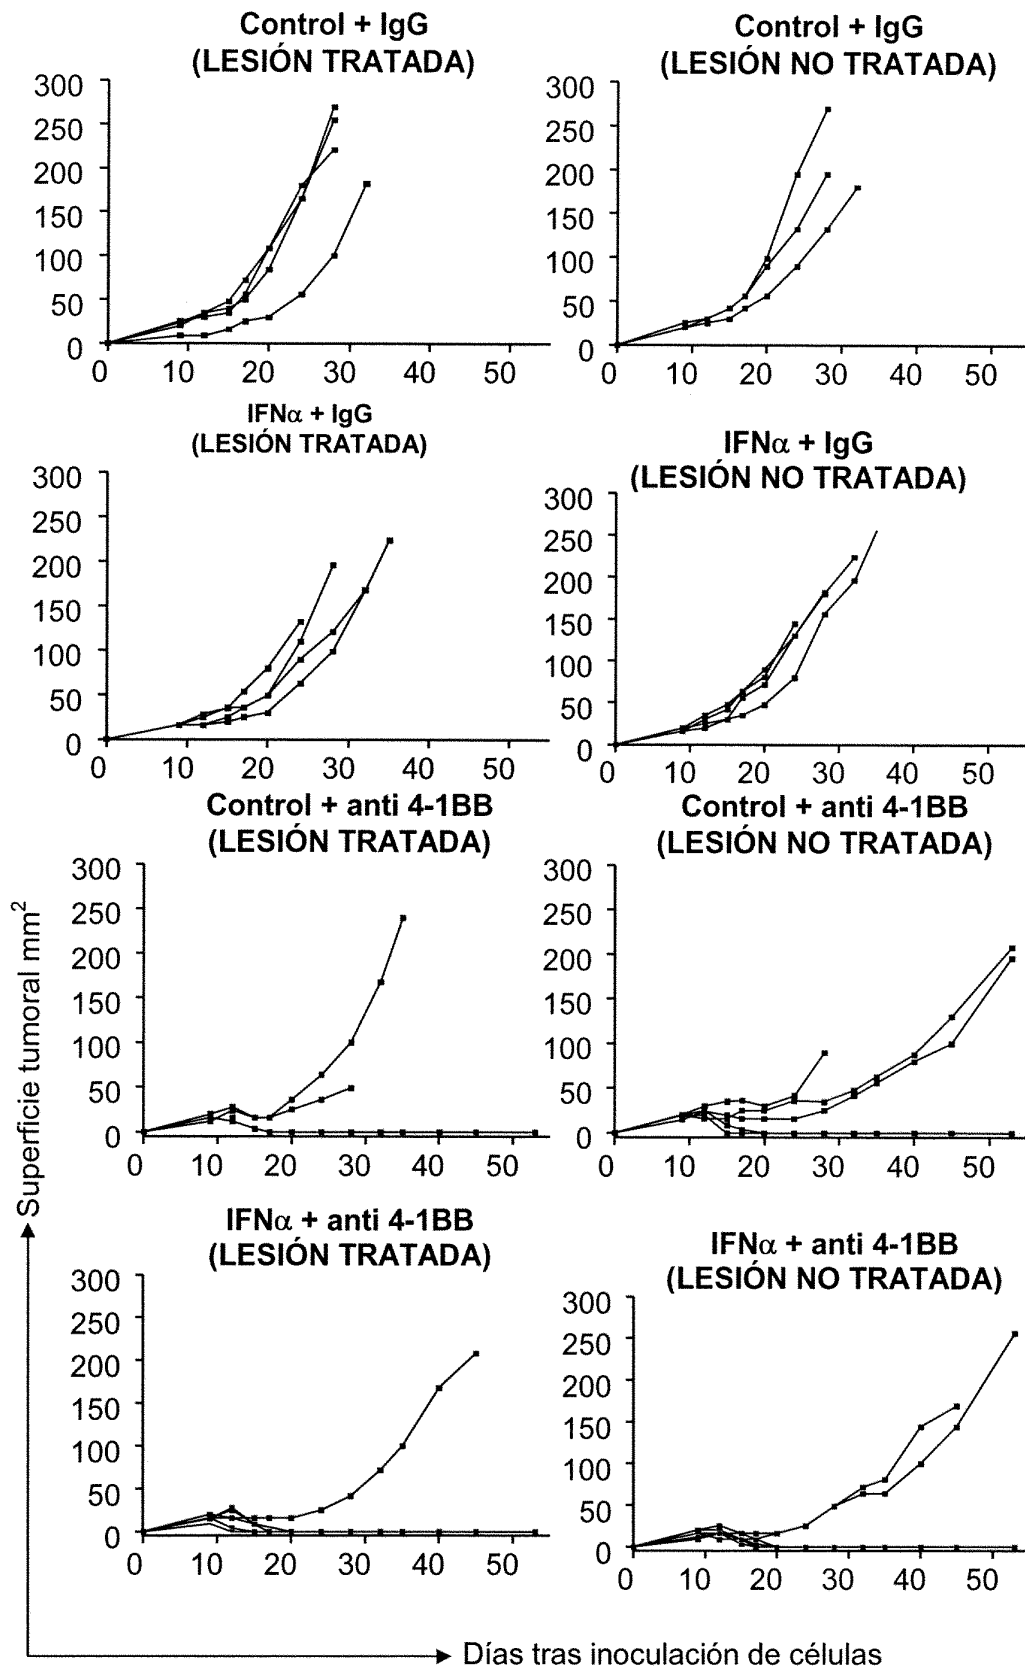 Control + IgG
(LESIÓN TRATADA)
300
250
200
150
100
50
0
0 10 20 30 40 50
Control + IgG
(LESIÓN NO TRATADA)
300
250
200
150
100
50
0
0 10 20 30 40 50
IFNα + IgG
(LESIÓN TRATADA)
300
250
200
150
100
50
0
0 10 20 30 40 50
IFNα + IgG
(LESIÓN NO TRATADA)
300
250
200
150
100
50
0
0 10 20 30 40 50
Control + anti 4-1BB
(LESIÓN TRATADA)
300
250
200
150
100
50
0
0 10 20 30 40 50
Control + anti 4-1BB
(LESIÓN NO TRATADA)
300
250
200
150
100
50
0
0 10 20 30 40 50
IFNα + anti 4-1BB
(LESIÓN TRATADA)
300
250
200
150
100
50
0
0 10 20 30 40 50
IFNα + anti 4-1BB
(LESIÓN NO TRATADA)
300
250
200
150
100
50
0
0 10 20 30 40 50
Superficie tumoral mm²
Días tras inoculación de células